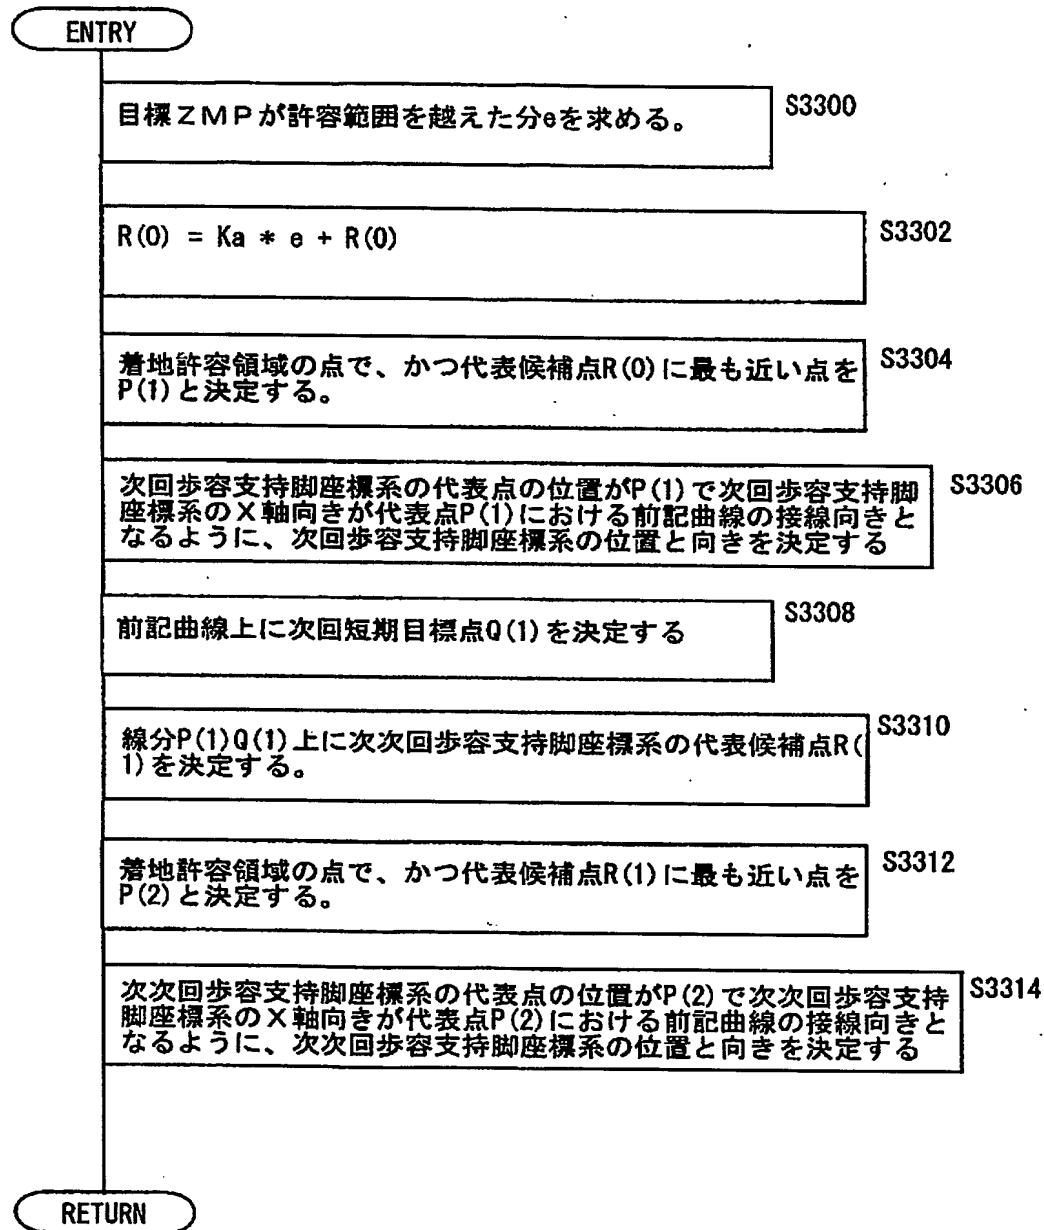 ENTRY
目標ZMPが許容範囲を越えた分eを求める。
S3300
R(0) = Ka * e + R(0)
S3302
着地許容領域の点で、かつ代表候補点R(0)に最も近い点を
P(1)と決定する。
S3304
次回歩容支持脚座標系の代表点の位置がP(1)で次回歩容支持脚
座標系のX軸向きが代表点P(1)における前記曲線の接線向きと
なるように、次回歩容支持脚座標系の位置と向きを決定する
S3306
前記曲線上に次回短期目標点Q(1)を決定する
S3308
線分P(1)Q(1)上に次次回歩容支持脚座標系の代表候補点R(
1)を決定する。
S3310
着地許容領域の点で、かつ代表候補点R(1)に最も近い点を
P(2)と決定する。
S3312
次次回歩容支持脚座標系の代表点の位置がP(2)で次次回歩容支持
脚座標系のX軸向きが代表点P(2)における前記曲線の接線向きと
なるように、次次回歩容支持脚座標系の位置と向きを決定する
S3314
RETURN